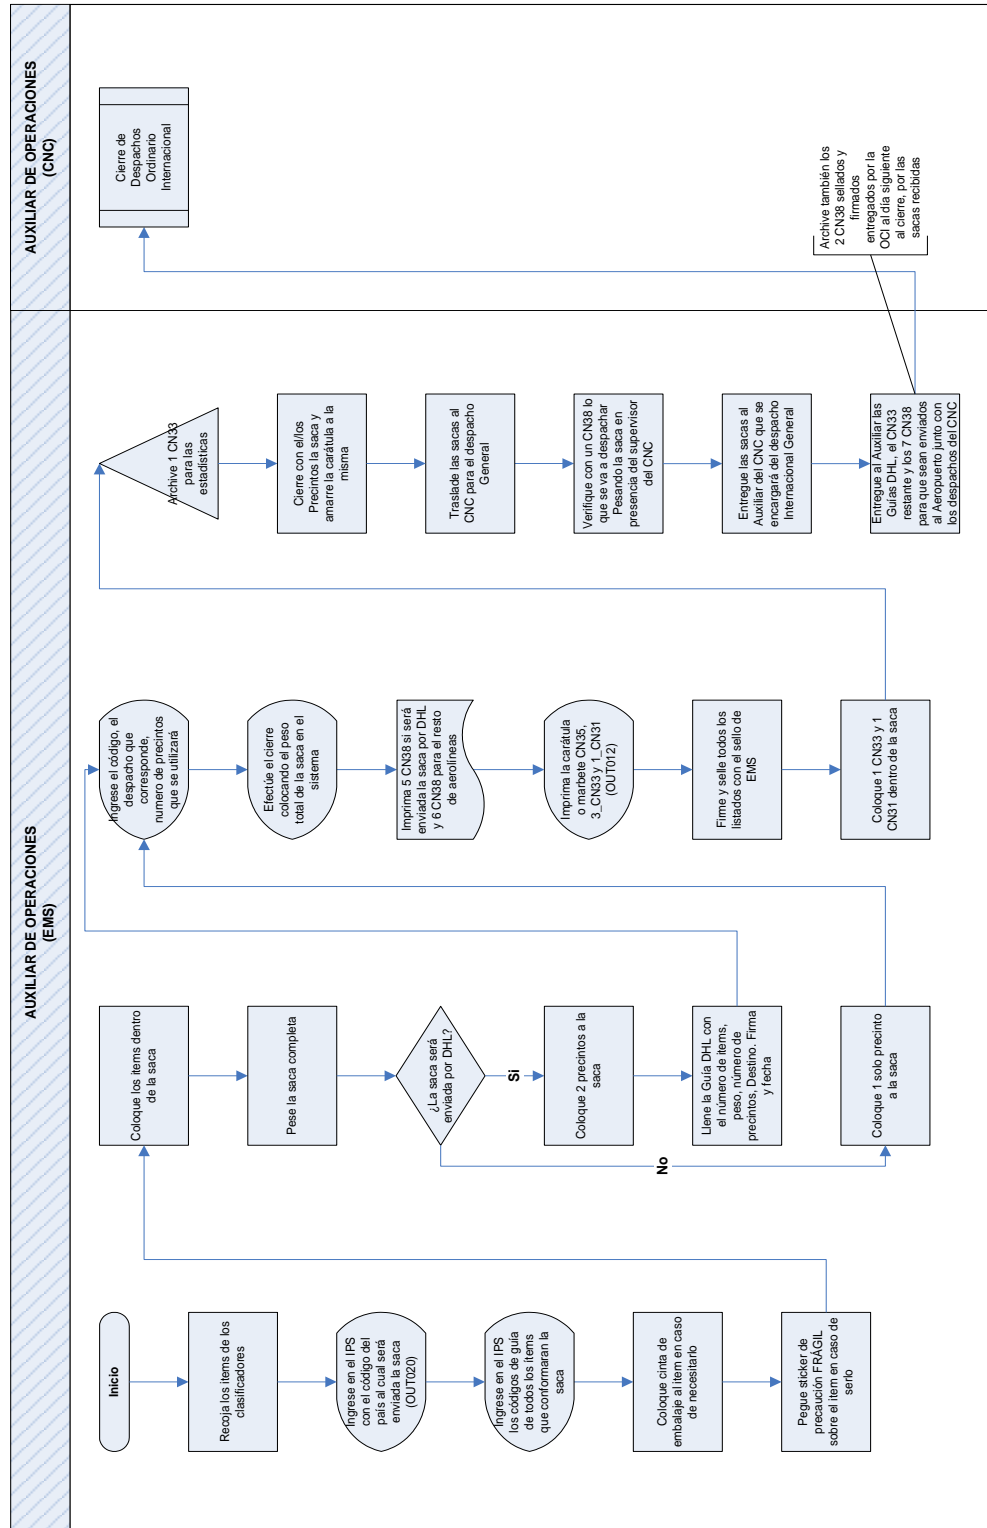 AUXILIAR DE OPERACIONES
(EMS)
AUXILIAR DE OPERACIONES
(CNC)
Inicio
Recoja los items de los
clasificadores
Ingrese en el IPS
con el código del
país al cual será
enviada la saca
(OUT020)
Ingrese en el IPS
los códigos de guía
de todos los items
que conformaran la
saca
Coloque cinta de
embalaje al item en caso
de necesitarlo
Pegue sticker de
precaución FRÁGIL
sobre el item en caso de
serlo
Coloque los items dentro
de la saca
Pese la saca completa
¿La saca será
enviada por DHL?
Si
No
Coloque 2 precintos a la
saca
Llene la Guía DHL con
el número de items,
peso, número de
precintos, Destino. Firma
y fecha
Coloque 1 solo precinto
a la saca
Ingrese el código, el
despacho que
corresponde,
numero de precintos
que se utilizará
Efectúe el cierre
colocando el peso
total de la saca en el
sistema
Imprima 5 CN38 si será
enviada la saca por DHL
y 6 CN38 para el resto
de aerolíneas
Imprima la carátula
o marbete CN35,
3_CN33 y 1_CN31
(OUT012)
Firme y selle todos los
listados con el sello de
EMS
Coloque 1 CN33 y 1
CN31 dentro de la saca
Archive 1 CN33
para las
estadísticas
Cierre con el/los
Precintos la saca y
amarre la carátula a la
misma
Traslade las sacas al
CNC para el despacho
General
Verifique con un CN38 lo
que se va a despachar
Pesando la saca en
presencia del supervisor
del CNC
Entregue las sacas al
Auxiliar del CNC que se
encargará del despacho
Internacional General
Entregue al Auxiliar las
Guías DHL, el CN33
restante y los 7 CN38
para que sean enviados
al Aeropuerto junto con
los despachos del CNC
Archive también los
2 CN38 sellados y
firmados
entregados por la
OCI al día siguiente
al cierre, por las
sacas recibidas
Cierre de
Despachos
Ordinario
Internacional